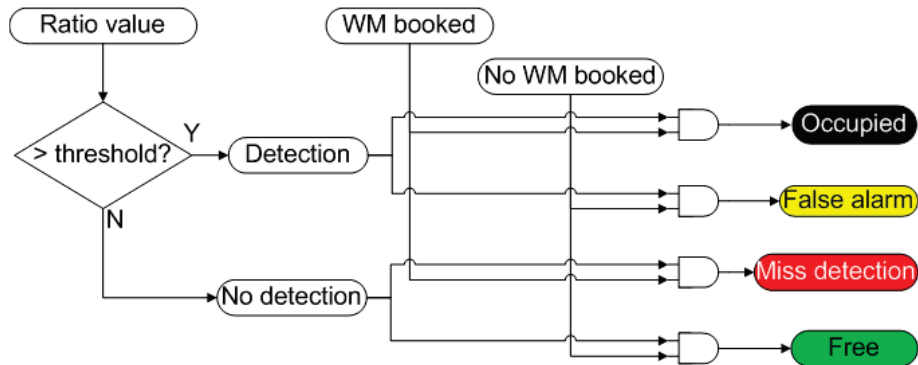 Ratio value
WM booked
No WM booked
> threshold?
Y
Detection
Occupied
False alarm
N
No detection
Miss detection
Free